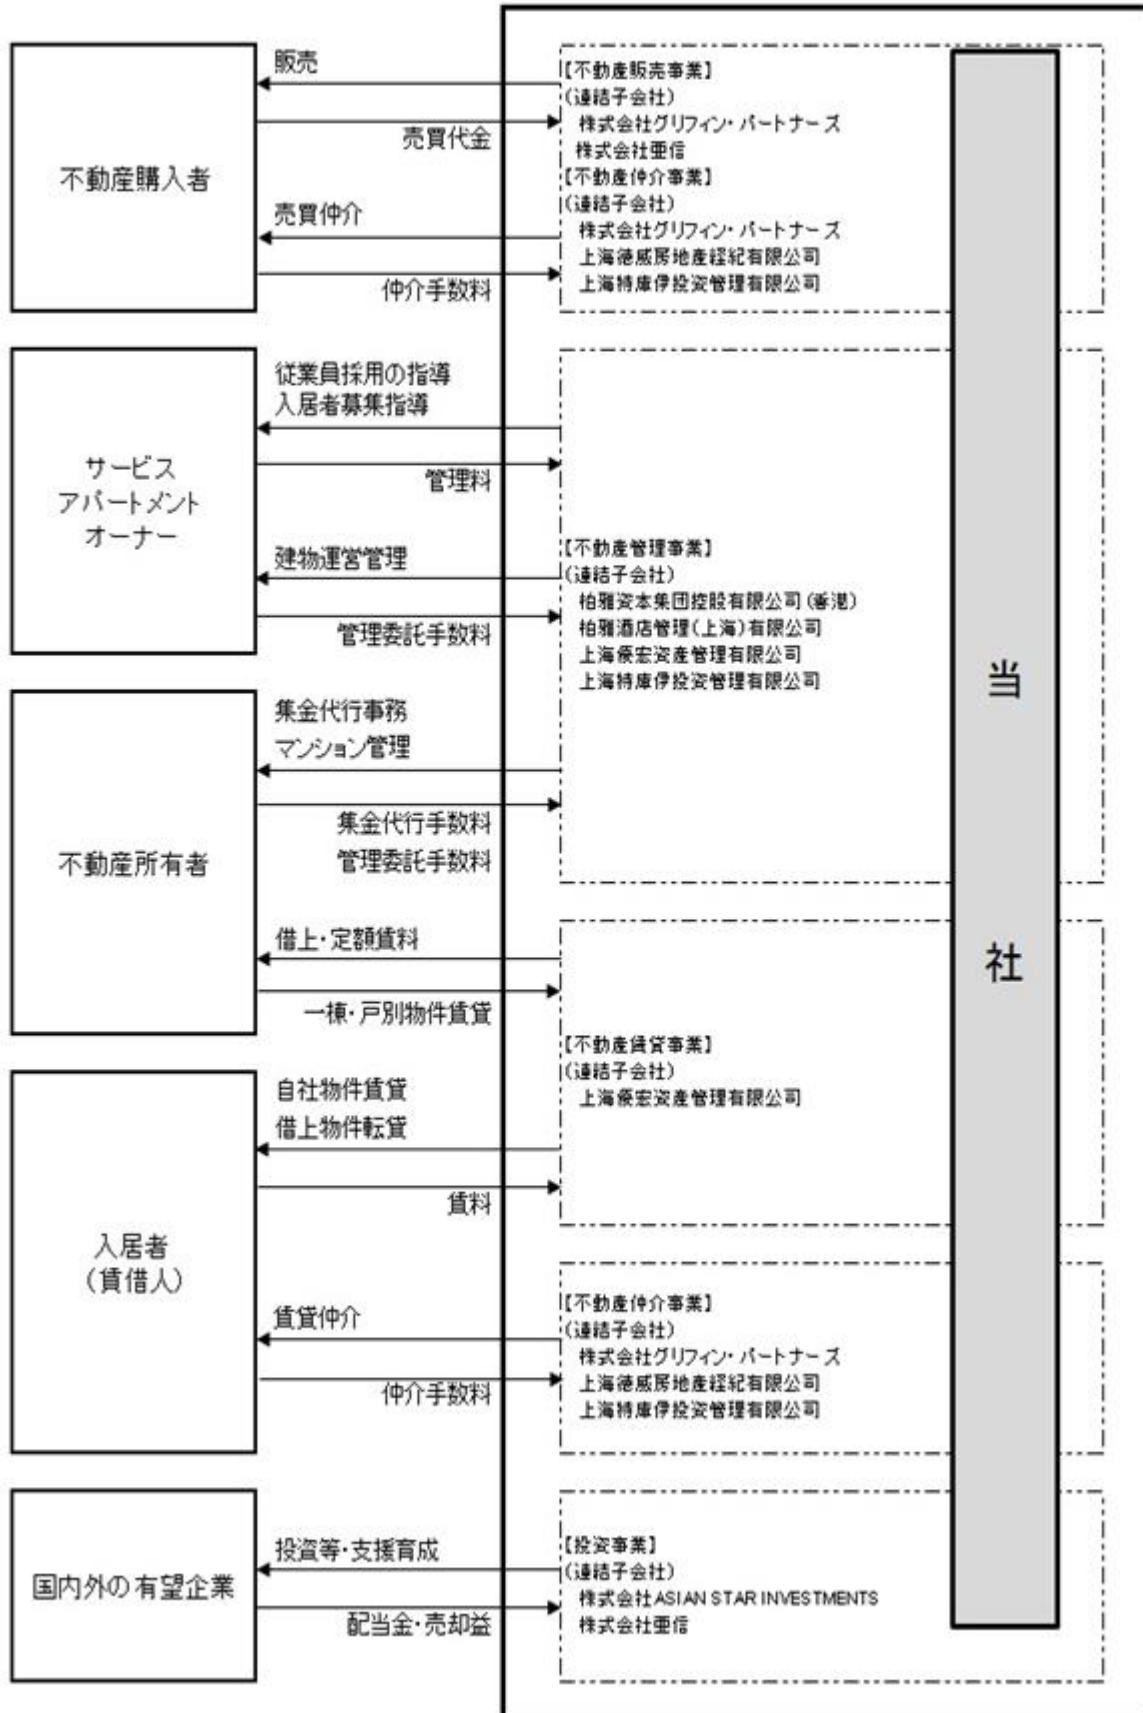 販売
【不動産販売事業】
(連結子会社)
株式会社グリフィン・パートナーズ
売買代金
株式会社亜信
不動産購入者
【不動産仲介事業】
(連結子会社)
売買仲介
株式会社グリフィン・パートナーズ
上海徳威房地産経紀有限公司
仲介手数料
上海特庫伊投資管理有限公司
従業員採用の指導
入居者募集指導
サービス
アパートメント
オーナー
管理料
建物運営管理
管理委託手数料
【不動産管理事業】
(連結子会社)
柏雅資本集団控股有限公司(香港)
柏雅酒店管理(上海)有限公司
上海優宏資産管理有限公司
上海特庫伊投資管理有限公司
当
社
集金代行事務
マンション管理
集金代行手数料
管理委託手数料
不動産所有者
借上・定額賃料
一棟・戸別物件賃貸
【不動産賃貸事業】
(連結子会社)
上海優宏資産管理有限公司
自社物件賃貸
借上物件転貸
賃料
入居者
(賃借人)
賃貸仲介
仲介手数料
【不動産仲介事業】
(連結子会社)
株式会社グリフィン・パートナーズ
上海徳威房地産経紀有限公司
上海特庫伊投資管理有限公司
国内外の有望企業
投資等・支援育成
配当金・売却益
【投資事業】
(連結子会社)
株式会社ASIAN STAR INVESTMENTS
株式会社亜信